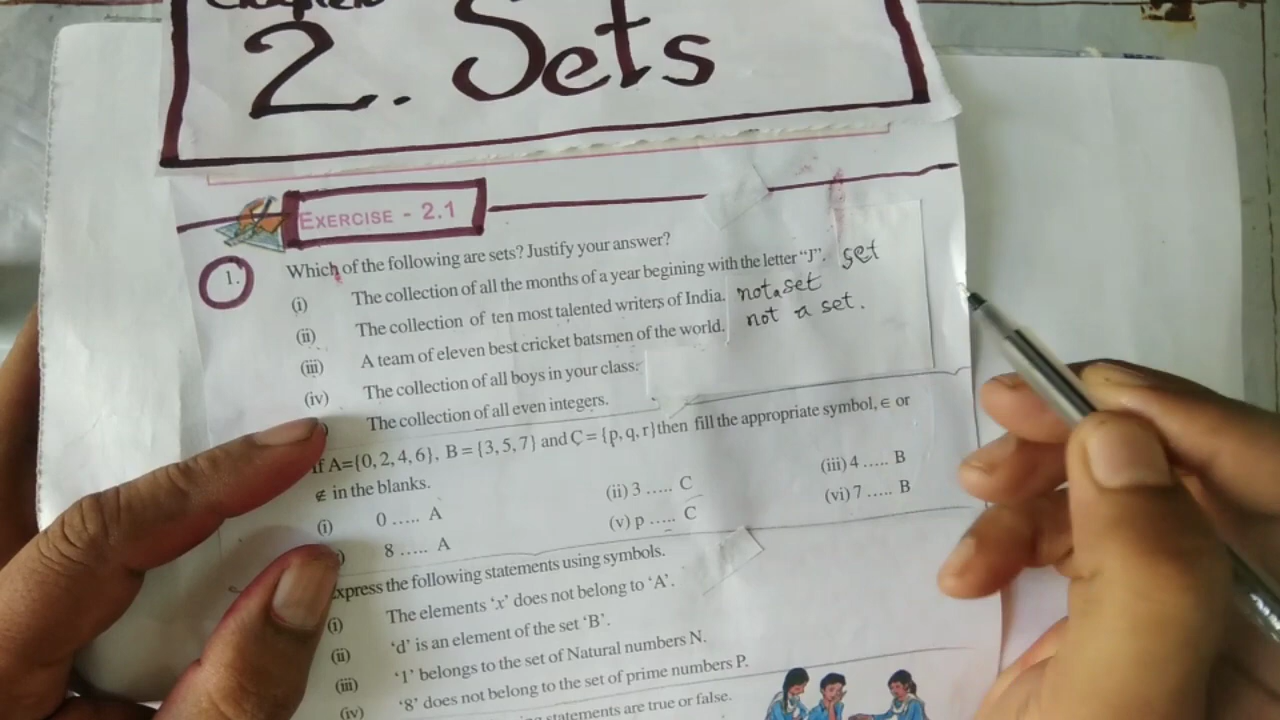 2. Sets
EXERCISE - 2.1
1. Which of the following are sets? Justify your answer?
(i) The collection of all the months of a year begining with the letter "J". set
(ii) The collection of ten most talented writers of India. not a set
(iii) A team of eleven best cricket batsmen of the world. not a set.
(iv) The collection of all boys in your class.
) The collection of all even integers.
If A={0, 2, 4, 6}, B = {3, 5, 7} and C = {p, q, r} then fill the appropriate symbol, ∈ or
∉ in the blanks.
(i) 0 ..... A (ii) 3 ..... C (iii) 4 ..... B
) 8 ..... A (v) p ..... C (vi) 7 ..... B
xpress the following statements using symbols.
(i) The elements 'x' does not belong to 'A'.
(ii) 'd' is an element of the set 'B'.
(iii) '1' belongs to the set of Natural numbers N.
(iv) '8' does not belong to the set of prime numbers P.
statements are true or false.